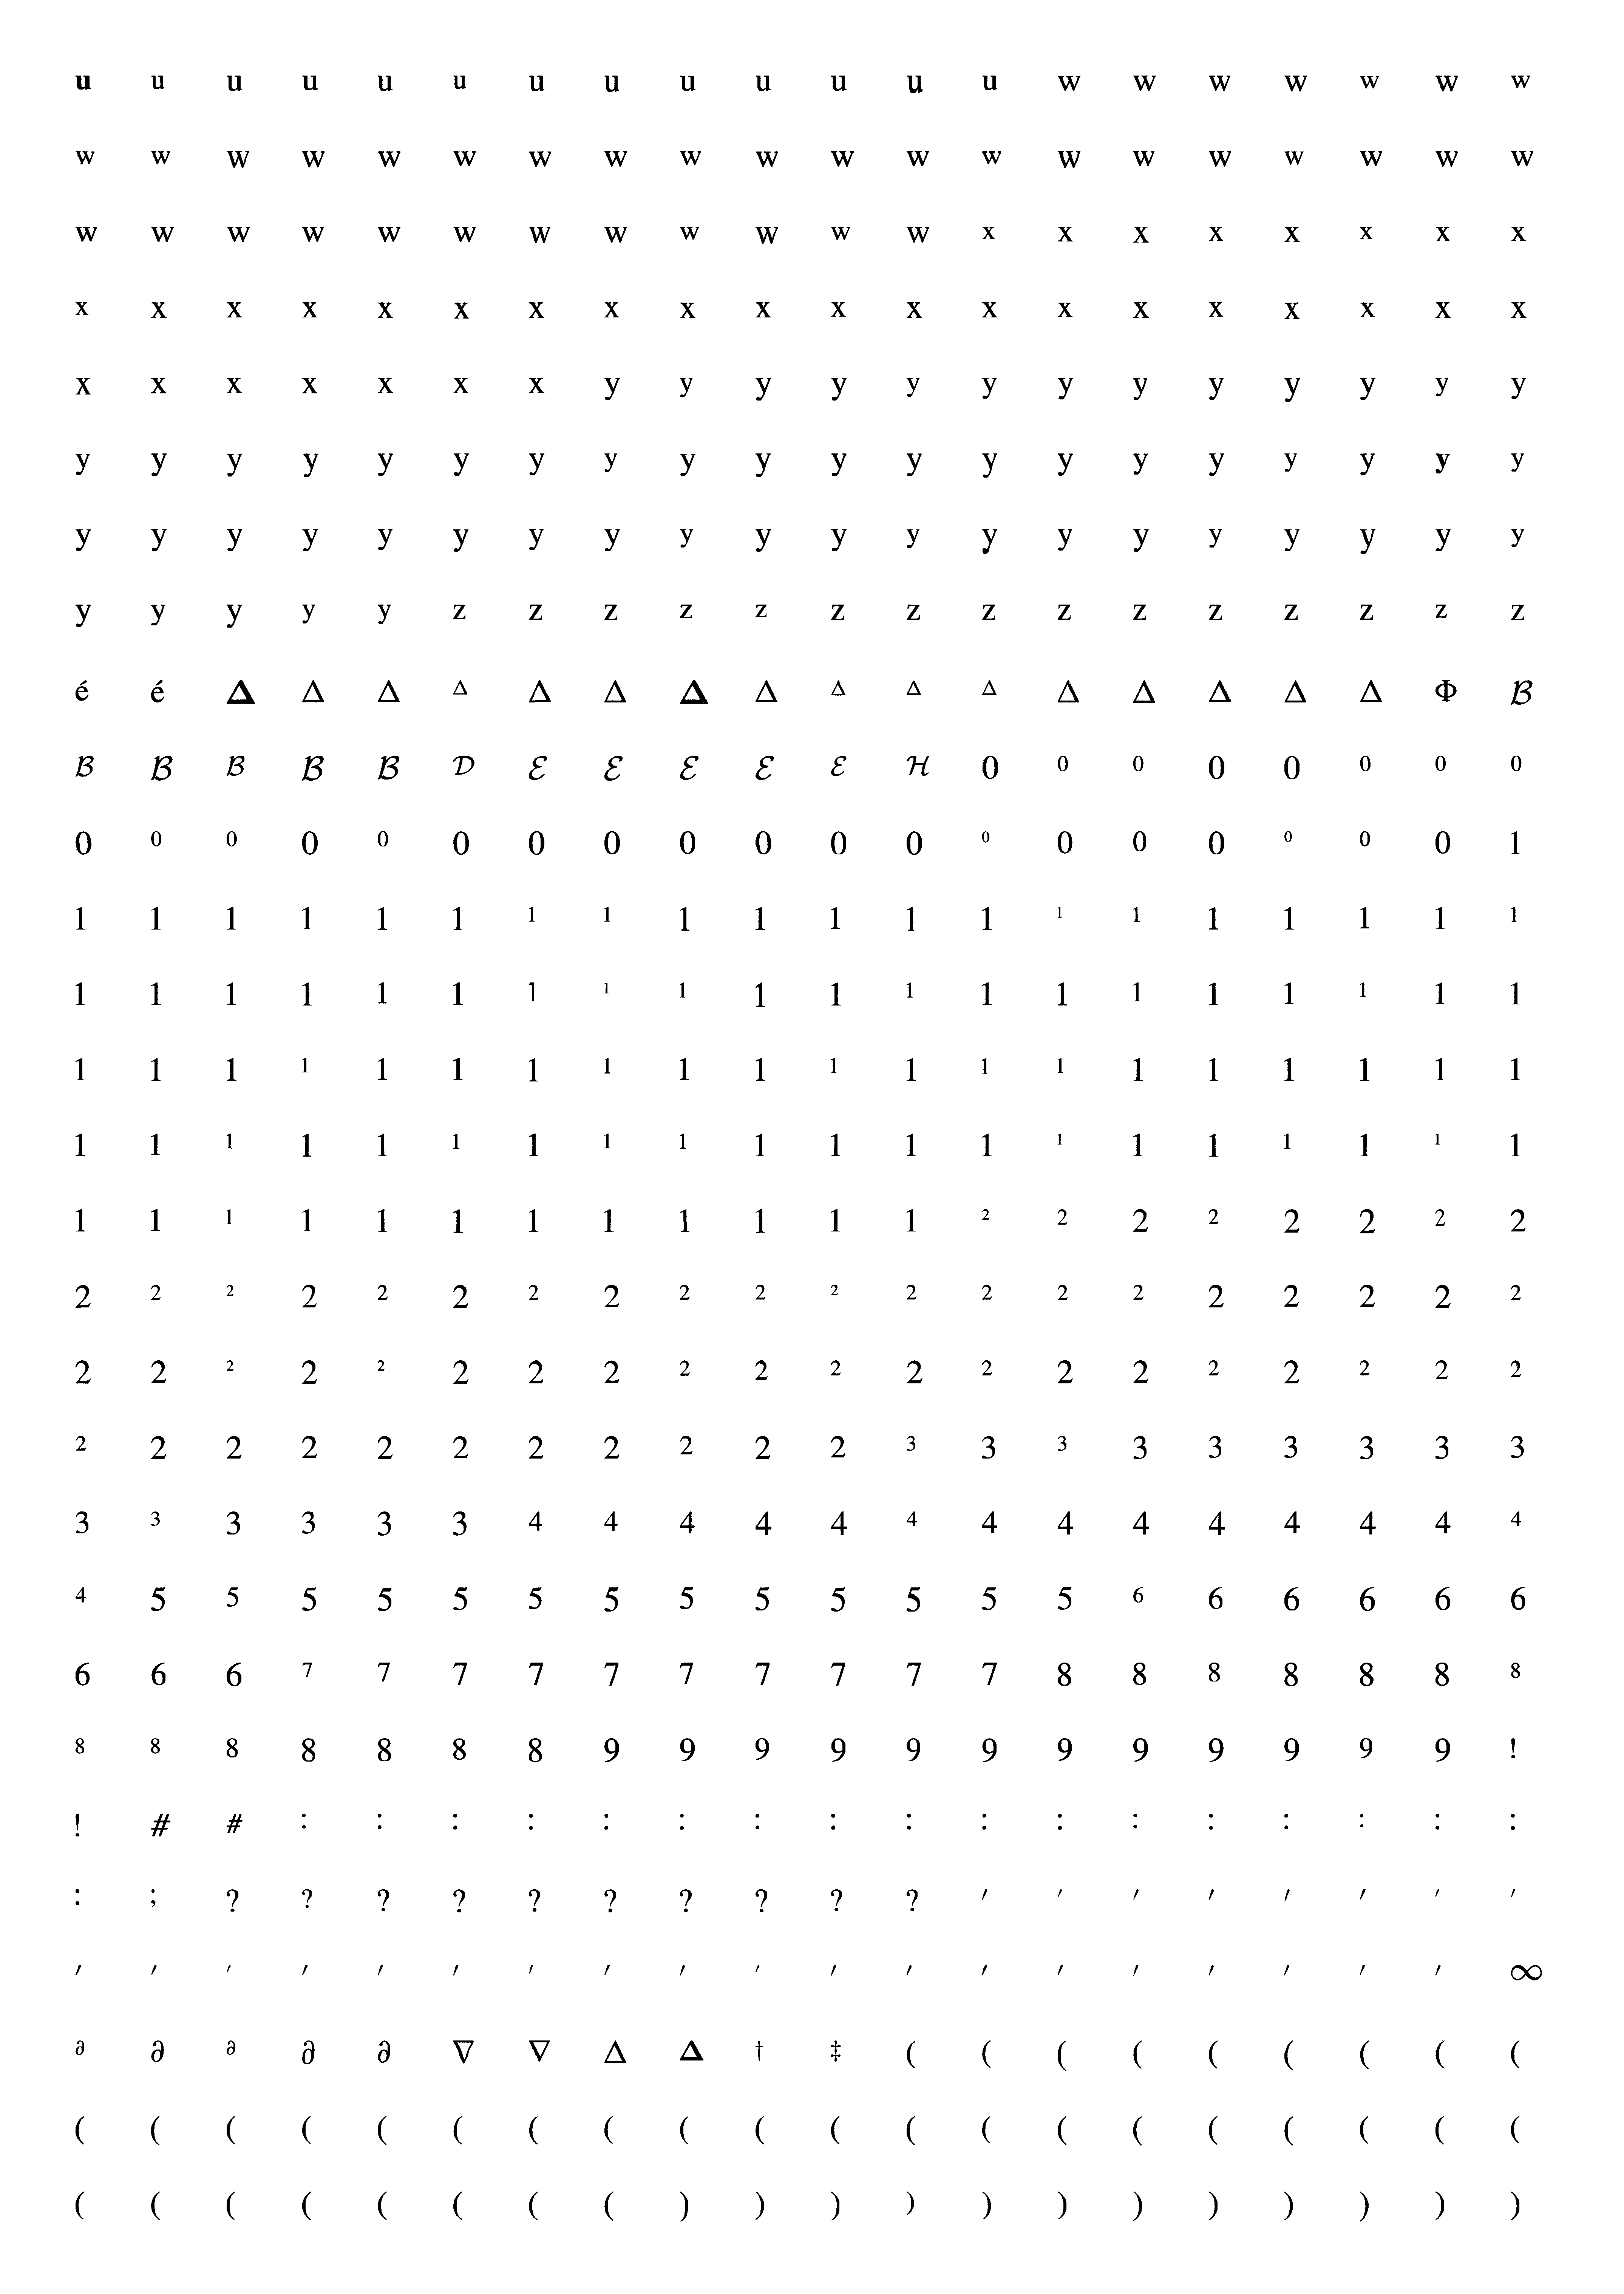 u u u u u u u u u u u u u w w w w w w w
w w w w w w w w w w w w w w w w w w w w
w w w w w w w w w w w w x x x x x x x x
x x x x x x x x x x x x x x x x x x x x
x x x x x x x y y y y y y y y y y y y y
y y y y y y y y y y y y y y y y y y y y
y y y y y y y y y y y y y y y y y y y y
y y y y y z z z z z z z z z z z z z z z
é é Δ Δ Δ Δ Δ Δ Δ Δ Δ Δ Δ Δ Δ Δ Δ Δ Φ ℬ
ℬ ℬ ℬ ℬ ℬ 𝒟 ℰ ℰ ℰ ℰ ℰ ℋ 0 0 0 0 0 0 0 0
0 0 0 0 0 0 0 0 0 0 0 0 0 0 0 0 0 0 0 1
1 1 1 1 1 1 1 1 1 1 1 1 1 1 1 1 1 1 1 1
1 1 1 1 1 1 1 1 1 1 1 1 1 1 1 1 1 1 1 1
1 1 1 1 1 1 1 1 1 1 1 1 1 1 1 1 1 1 1 1
1 1 1 1 1 1 1 1 1 1 1 1 1 1 1 1 1 1 1 1
1 1 1 1 1 1 1 1 1 1 1 1 2 2 2 2 2 2 2 2
2 2 2 2 2 2 2 2 2 2 2 2 2 2 2 2 2 2 2 2
2 2 2 2 2 2 2 2 2 2 2 2 2 2 2 2 2 2 2 2
2 2 2 2 2 2 2 2 2 2 2 3 3 3 3 3 3 3 3 3
3 3 3 3 3 3 4 4 4 4 4 4 4 4 4 4 4 4 4 4
4 5 5 5 5 5 5 5 5 5 5 5 5 5 6 6 6 6 6 6
6 6 6 7 7 7 7 7 7 7 7 7 7 8 8 8 8 8 8 8
8 8 8 8 8 8 8 9 9 9 9 9 9 9 9 9 9 9 9 !
! # # : : : : : : : : : : : : : : : : :
: ; ? ? ? ? ? ? ? ? ? ? ′ ′ ′ ′ ′ ′ ′ ′
′ ′ ′ ′ ′ ′ ′ ′ ′ ′ ′ ′ ′ ′ ′ ′ ′ ′ ′ ∞
∂ ∂ ∂ ∂ ∂ ∇ ∇ Δ Δ † ‡ ( ( ( ( ( ( ( ( (
( ( ( ( ( ( ( ( ( ( ( ( ( ( ( ( ( ( ( (
( ( ( ( ( ( ( ( ) ) ) ) ) ) ) ) ) ) ) )